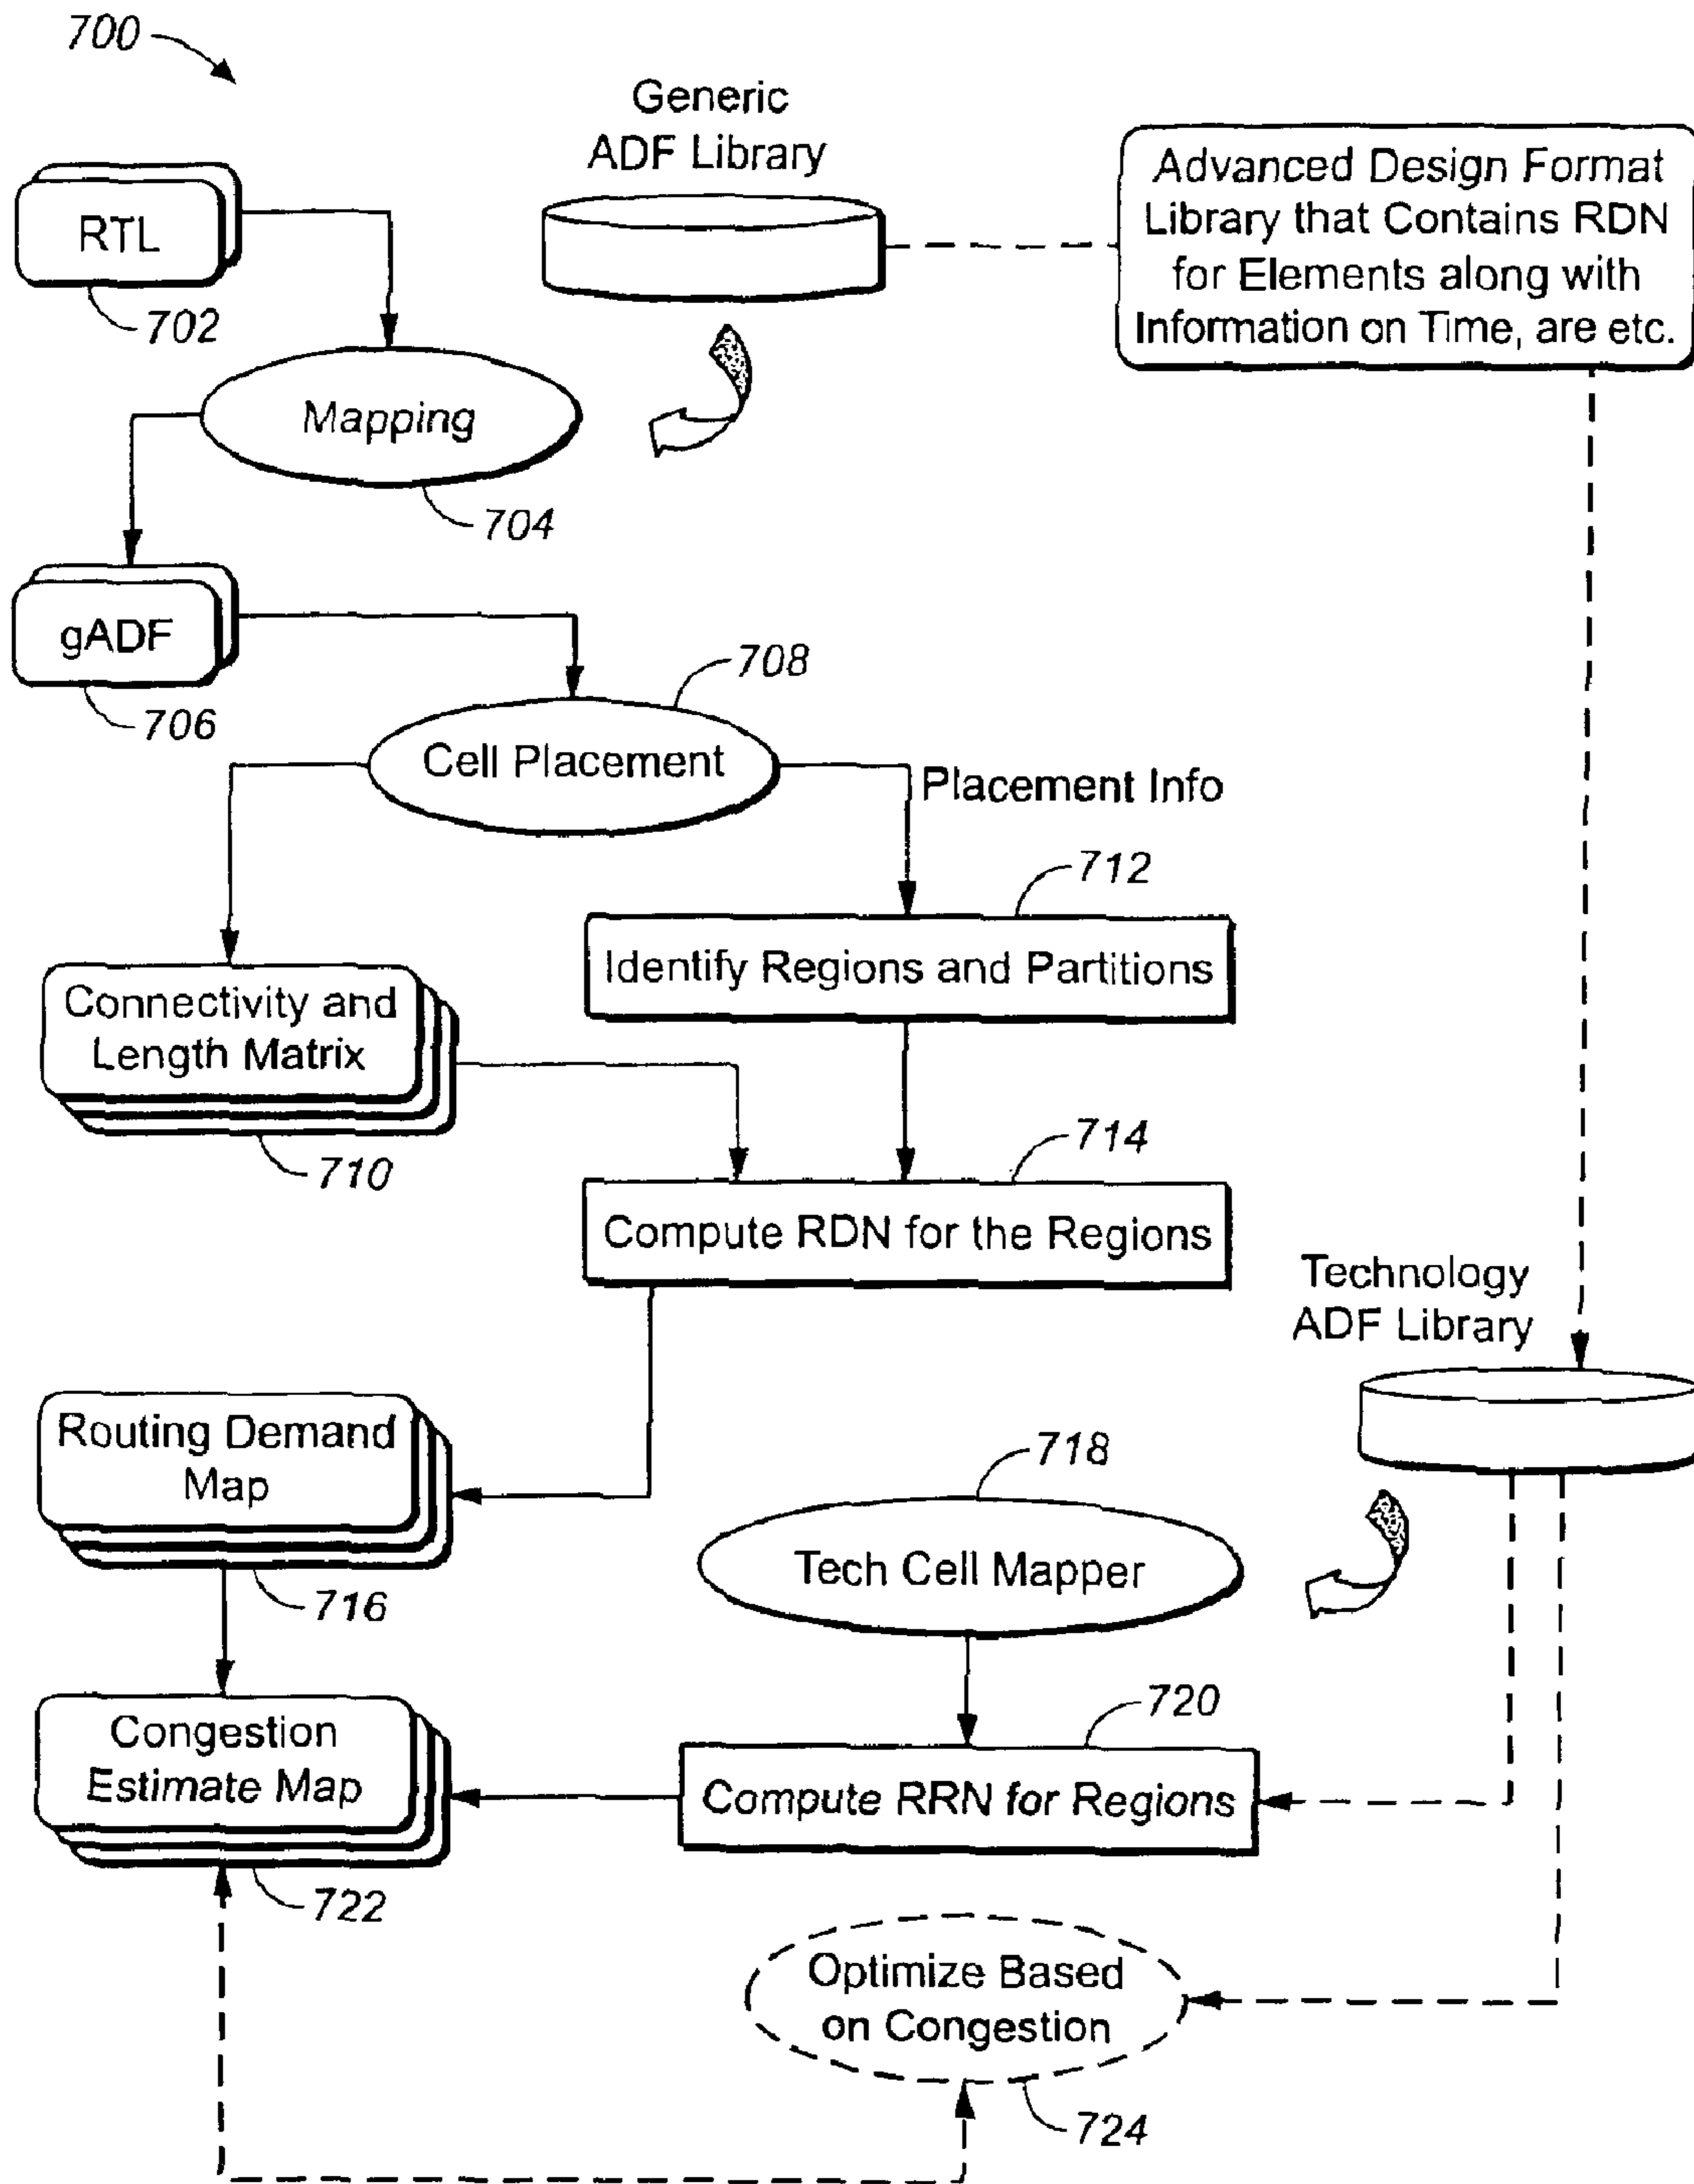 700
Generic
ADF Library
Advanced Design Format
Library that Contains RDN
for Elements along with
Information on Time, are etc.
RTL
702
Mapping
704
gADF
706
708
Cell Placement
Placement Info
712
Identify Regions and Partitions
Connectivity and
Length Matrix
710
714
Compute RDN for the Regions
Technology
ADF Library
Routing Demand
Map
716
718
Tech Cell Mapper
720
Congestion
Estimate Map
722
Compute RRN for Regions
Optimize Based
on Congestion
724